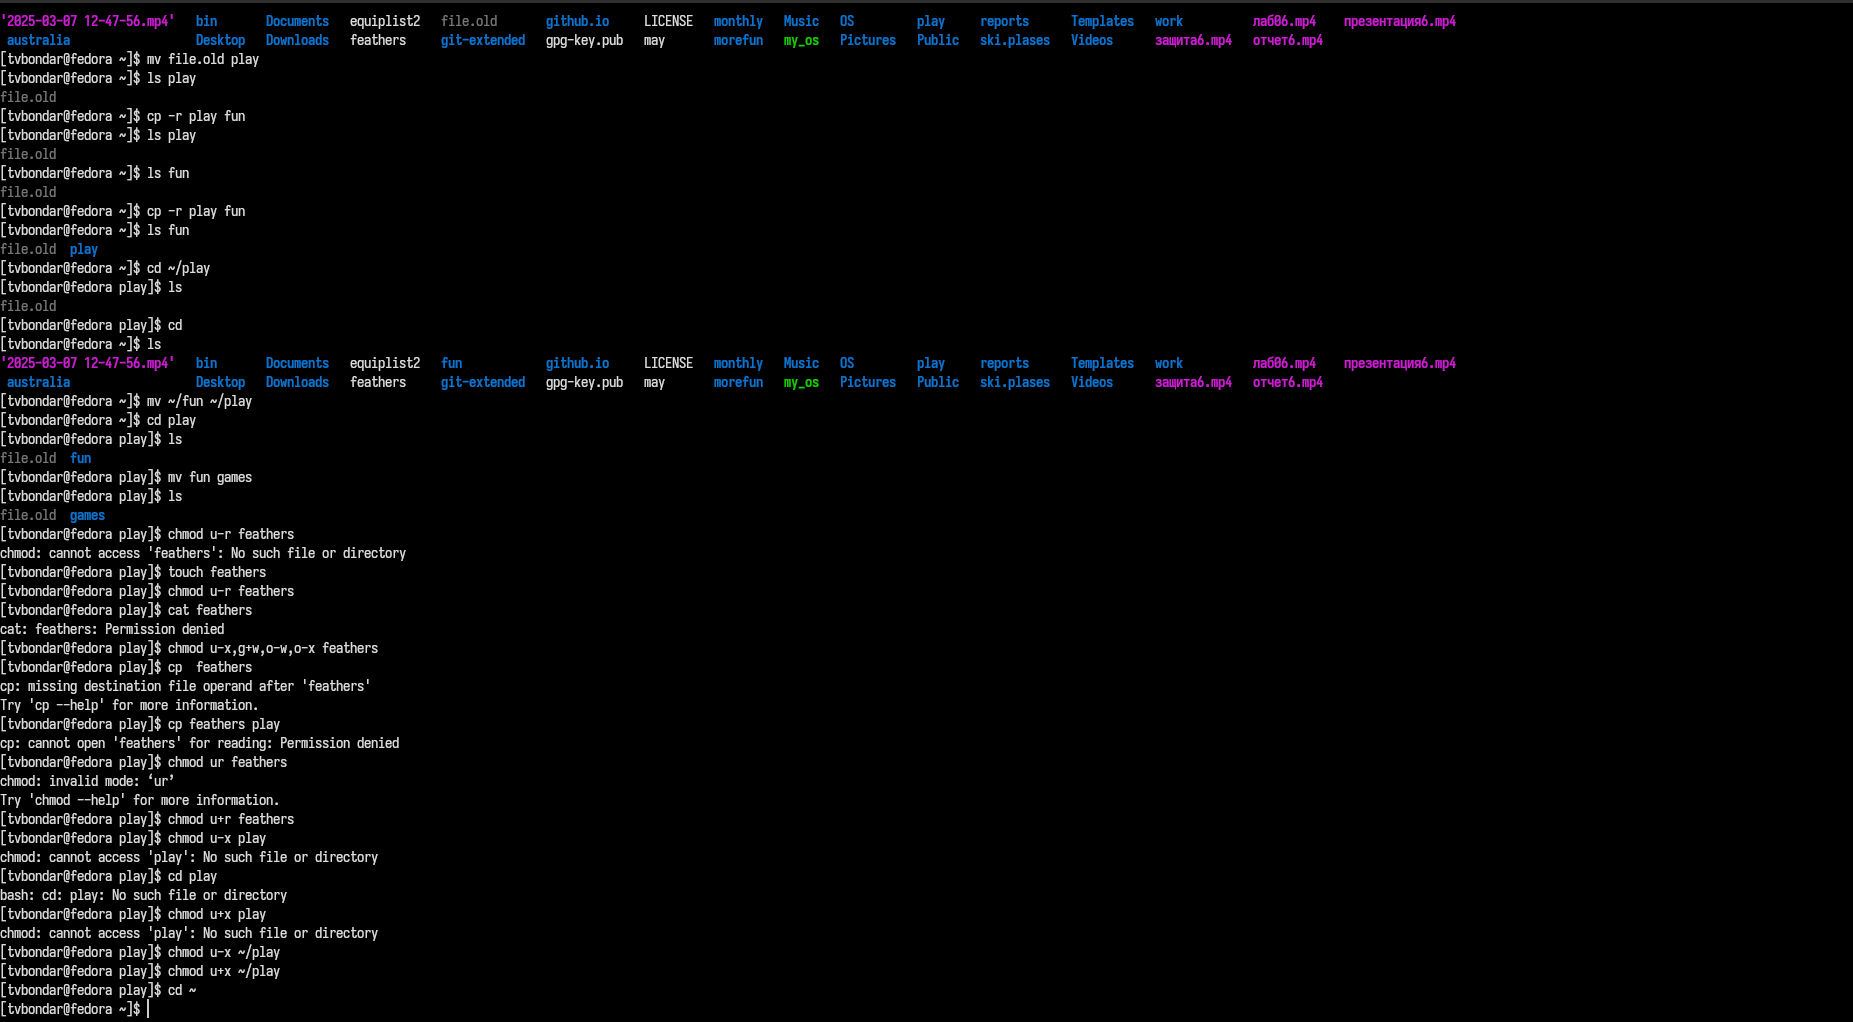 '2025-03-07 12-47-56.mp4'   bin       Documents   equiplist2   file.old       github.io     LICENSE   monthly   Music   OS         play     reports      Templates   work          лаб06.mp4    презентация6.mp4
 australia                  Desktop   Downloads   feathers     git-extended   gpg-key.pub   may       morefun   my_os   Pictures   Public   ski.plases   Videos      защита6.mp4   отчет6.mp4
[tvbondar@fedora ~]$ mv file.old play
[tvbondar@fedora ~]$ ls play
file.old
[tvbondar@fedora ~]$ cp -r play fun
[tvbondar@fedora ~]$ ls play
file.old
[tvbondar@fedora ~]$ ls fun
file.old
[tvbondar@fedora ~]$ cp -r play fun
[tvbondar@fedora ~]$ ls fun
file.old  play
[tvbondar@fedora ~]$ cd ~/play
[tvbondar@fedora play]$ ls
file.old
[tvbondar@fedora play]$ cd
[tvbondar@fedora ~]$ ls
'2025-03-07 12-47-56.mp4'   bin       Documents   equiplist2   fun            github.io     LICENSE   monthly   Music   OS         play     reports      Templates   work          лаб06.mp4    презентация6.mp4
 australia                  Desktop   Downloads   feathers     git-extended   gpg-key.pub   may       morefun   my_os   Pictures   Public   ski.plases   Videos      защита6.mp4   отчет6.mp4
[tvbondar@fedora ~]$ mv ~/fun ~/play
[tvbondar@fedora ~]$ cd play
[tvbondar@fedora play]$ ls
file.old  fun
[tvbondar@fedora play]$ mv fun games
[tvbondar@fedora play]$ ls
file.old  games
[tvbondar@fedora play]$ chmod u-r feathers
chmod: cannot access 'feathers': No such file or directory
[tvbondar@fedora play]$ touch feathers
[tvbondar@fedora play]$ chmod u-r feathers
[tvbondar@fedora play]$ cat feathers
cat: feathers: Permission denied
[tvbondar@fedora play]$ chmod u-x,g+w,o-w,o-x feathers
[tvbondar@fedora play]$ cp  feathers
cp: missing destination file operand after 'feathers'
Try 'cp --help' for more information.
[tvbondar@fedora play]$ cp feathers play
cp: cannot open 'feathers' for reading: Permission denied
[tvbondar@fedora play]$ chmod ur feathers
chmod: invalid mode: ‘ur’
Try 'chmod --help' for more information.
[tvbondar@fedora play]$ chmod u+r feathers
[tvbondar@fedora play]$ chmod u-x play
chmod: cannot access 'play': No such file or directory
[tvbondar@fedora play]$ cd play
bash: cd: play: No such file or directory
[tvbondar@fedora play]$ chmod u+x play
chmod: cannot access 'play': No such file or directory
[tvbondar@fedora play]$ chmod u-x ~/play
[tvbondar@fedora play]$ chmod u+x ~/play
[tvbondar@fedora play]$ cd ~
[tvbondar@fedora ~]$